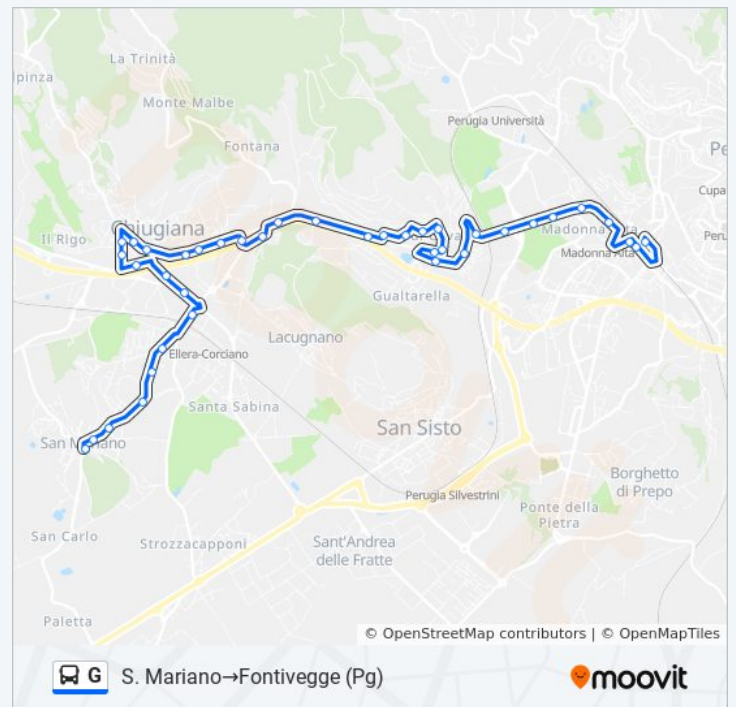 La Trinità
lpinza
Monte Malbe
Perugia Università
Fontana
Pe
Cupa
Chiugiana
Il Rigo
Madonna Alta
Peru
Madonna Alta
Gualtarella
Lacugnano
Ellera-Corciano
Santa Sabina
San Sisto
San Mariano
Borghetto
di Prepo
Perugia Silvestrini
Ponte della
Pietra
San Carlo
Strozzacapponi
Sant'Andrea
delle Fratte
Paletta
© OpenStreetMap contributors | © OpenMapTiles
G S. Mariano→Fontivegge (Pg)
moovit